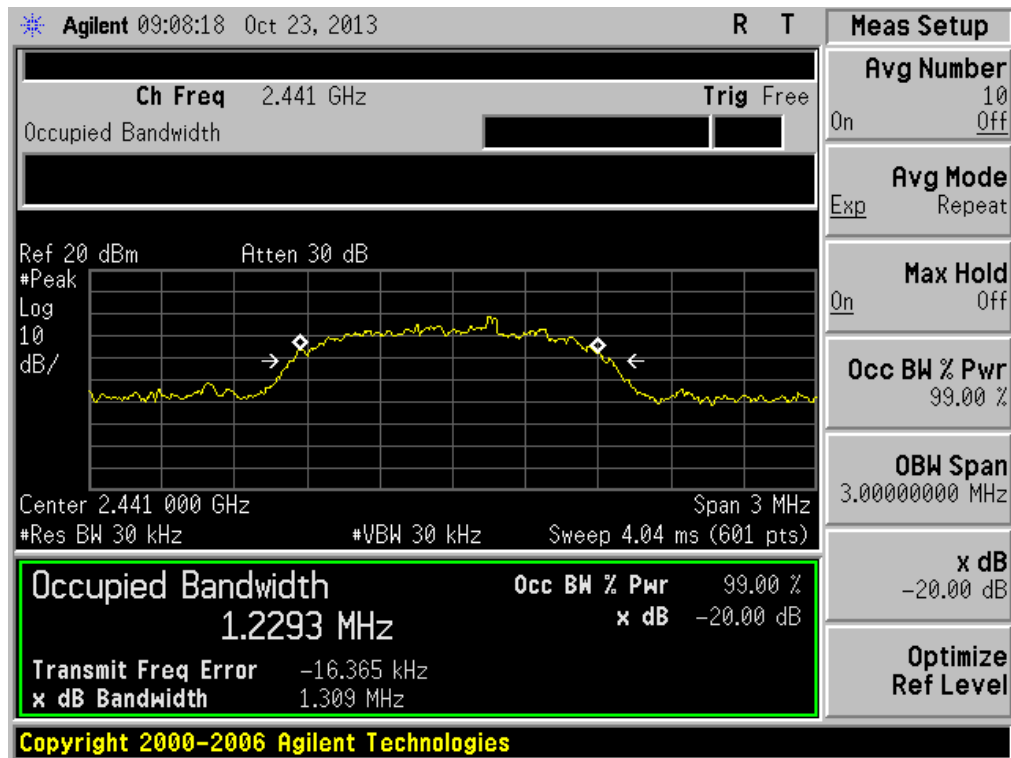 Agilent 09:08:18 Oct 23, 2013 R T
Ch Freq 2.441 GHz Trig Free
Occupied Bandwidth
Ref 20 dBm Atten 30 dB
#Peak
Log
10
dB/
Center 2.441 000 GHz Span 3 MHz
#Res BW 30 kHz #VBW 30 kHz Sweep 4.04 ms (601 pts)
Occupied Bandwidth Occ BW % Pwr 99.00 %
1.2293 MHz x dB -20.00 dB
Transmit Freq Error -16.365 kHz
x dB Bandwidth 1.309 MHz
Copyright 2000-2006 Agilent Technologies
Meas Setup
Avg Number
10
On Off
Avg Mode
Exp Repeat
Max Hold
On Off
Occ BW % Pwr
99.00 %
OBW Span
3.00000000 MHz
x dB
-20.00 dB
Optimize
Ref Level